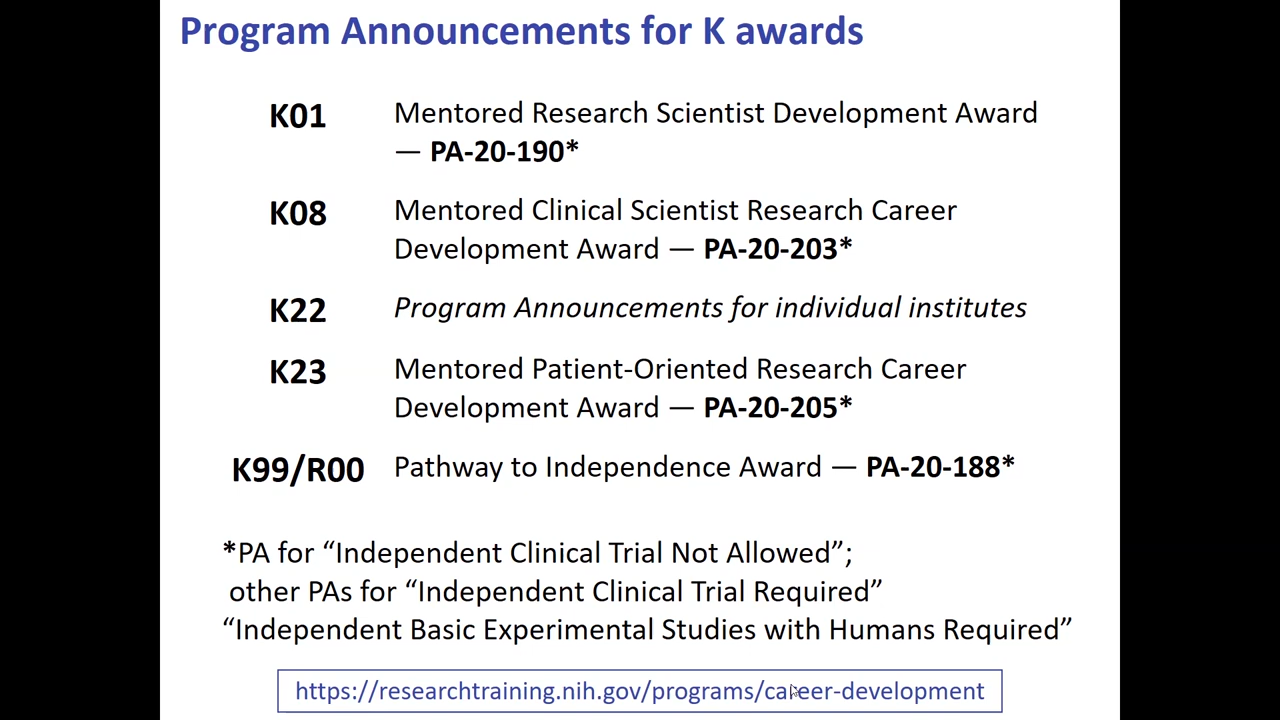 Program Announcements for K awards
K01 Mentored Research Scientist Development Award
— PA-20-190*
K08 Mentored Clinical Scientist Research Career
Development Award — PA-20-203*
K22 Program Announcements for individual institutes
K23 Mentored Patient-Oriented Research Career
Development Award — PA-20-205*
K99/R00 Pathway to Independence Award — PA-20-188*
*PA for “Independent Clinical Trial Not Allowed”;
other PAs for “Independent Clinical Trial Required”
“Independent Basic Experimental Studies with Humans Required”
https://researchtraining.nih.gov/programs/career-development